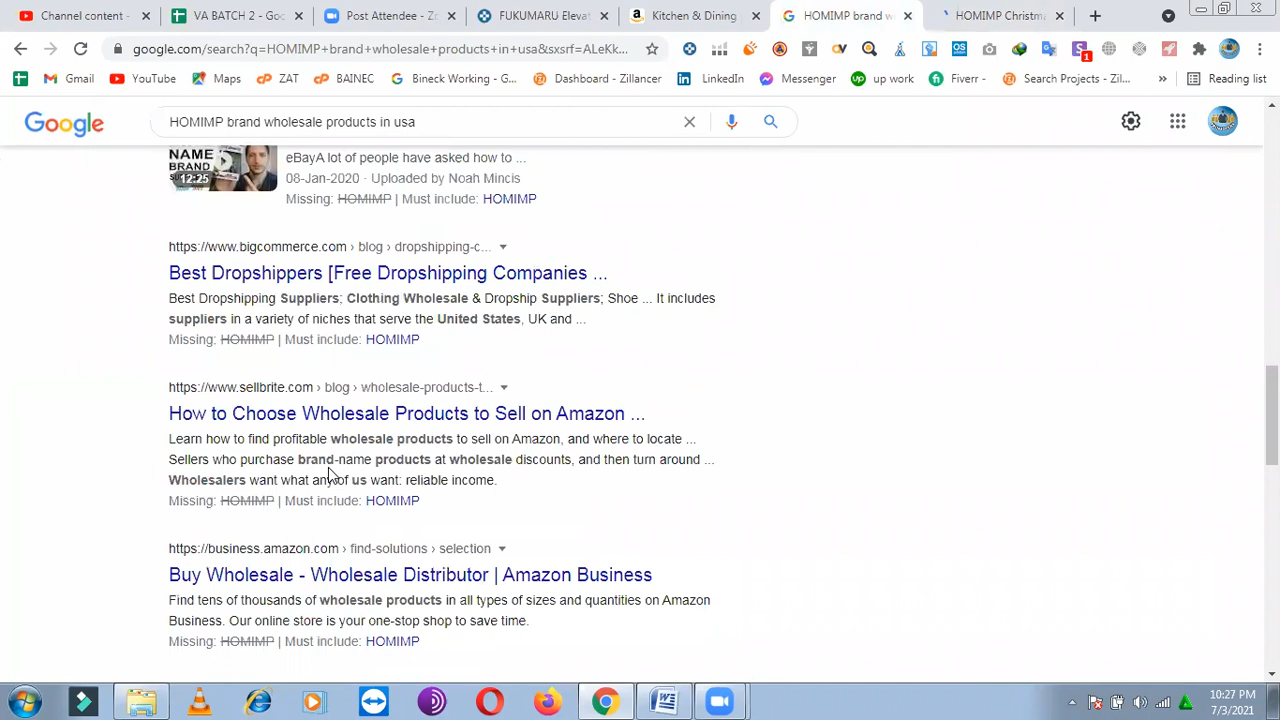 Channel content -
VA BATCH 2 - Goo
Post Attendee - Zo
FUKUMARU Elevat
Kitchen & Dining
HOMIMP brand w
HOMIMP Christma
google.com/search?q=HOMIMP+brand+wholesale+products+in+usa&sxsrf=ALeKk...
Gmail
YouTube
Maps
ZAT
BAINEC
Bineck Working - G...
Dashboard - Zillancer
LinkedIn
Messenger
up work
Fiverr -
Search Projects - Zil...
»
Reading list
Google
HOMIMP brand wholesale products in usa
NAME
BRAND
12:25
eBayA lot of people have asked how to ...
08-Jan-2020 · Uploaded by Noah Mincis
Missing: HOMIMP | Must include: HOMIMP
https://www.bigcommerce.com › blog › dropshipping-c...
Best Dropshippers [Free Dropshipping Companies ...
Best Dropshipping Suppliers; Clothing Wholesale & Dropship Suppliers; Shoe ... It includes
suppliers in a variety of niches that serve the United States, UK and ...
Missing: HOMIMP | Must include: HOMIMP
https://www.sellbrite.com › blog › wholesale-products-t...
How to Choose Wholesale Products to Sell on Amazon ...
Learn how to find profitable wholesale products to sell on Amazon, and where to locate ...
Sellers who purchase brand-name products at wholesale discounts, and then turn around ...
Wholesalers want what any of us want: reliable income.
Missing: HOMIMP | Must include: HOMIMP
https://business.amazon.com › find-solutions › selection
Buy Wholesale - Wholesale Distributor | Amazon Business
Find tens of thousands of wholesale products in all types of sizes and quantities on Amazon
Business. Our online store is your one-stop shop to save time.
Missing: HOMIMP | Must include: HOMIMP
10:27 PM
7/3/2021